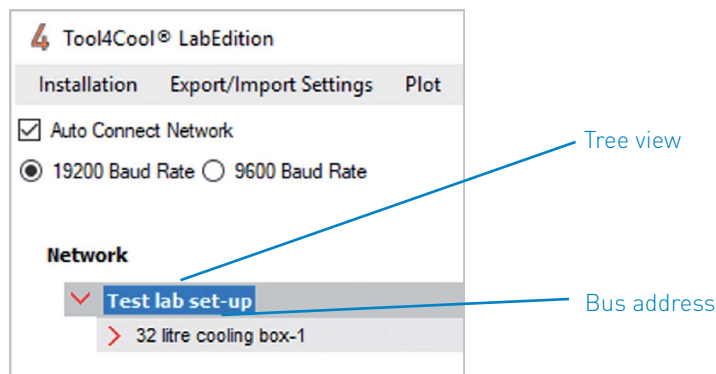 4 Tool4Cool® LabEdition
Installation Export/Import Settings Plot
Auto Connect Network
19200 Baud Rate 9600 Baud Rate
Tree view
Network
Test lab set-up
Bus address
32 litre cooling box-1